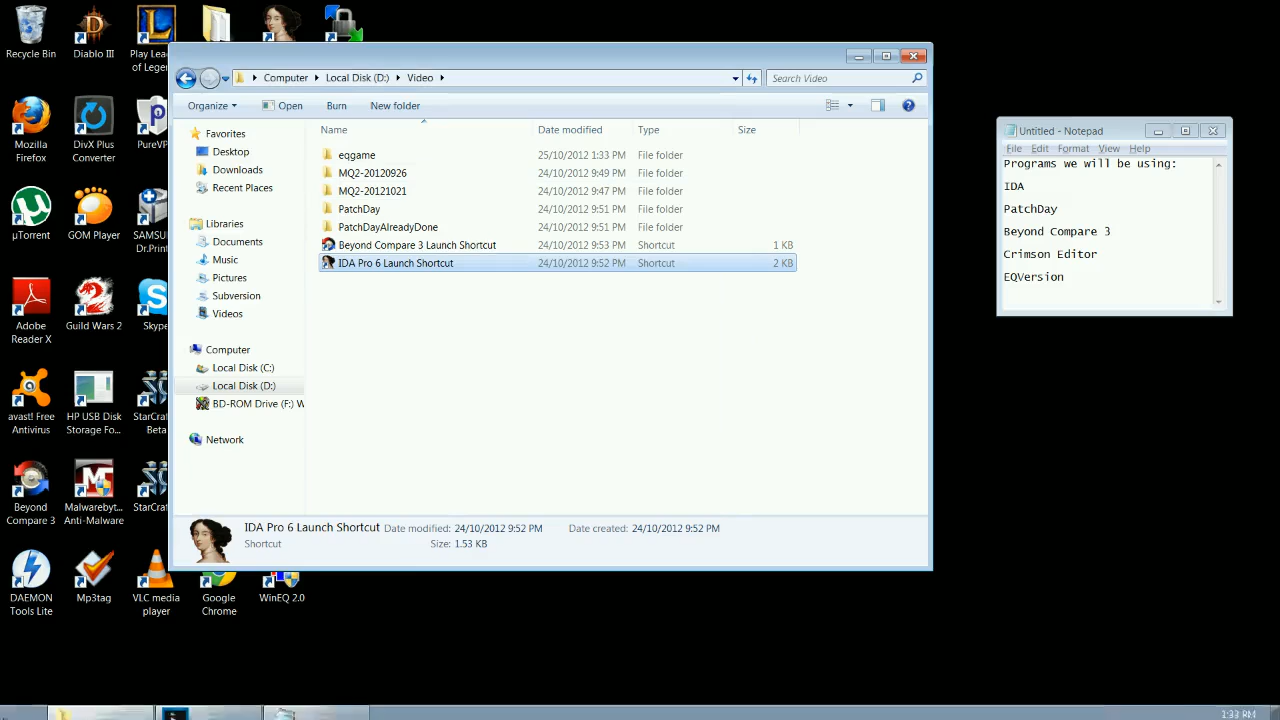 Recycle Bin
Diablo III
Play Lea
of Legen
Mozilla
Firefox
DivX Plus
Converter
PureVP
µTorrent
GOM Player
SAMSU
Dr.Print
Adobe
Reader X
Guild Wars 2
Skype
avast! Free
Antivirus
HP USB Disk
Storage Fo...
StarCraf
Beta
Beyond
Compare 3
Malwarebyt...
Anti-Malware
StarCraf
DAEMON
Tools Lite
Mp3tag
VLC media
player
Google
Chrome
WinEQ 2.0
Computer
Local Disk (D:)
Video
Search Video
Organize
Open
Burn
New folder
Favorites
Desktop
Downloads
Recent Places
Libraries
Documents
Music
Pictures
Subversion
Videos
Computer
Local Disk (C:)
Local Disk (D:)
BD-ROM Drive (F:) W
Network
Name Date modified Type Size
eqgame 25/10/2012 1:33 PM File folder
MQ2-20120926 24/10/2012 9:49 PM File folder
MQ2-20121021 24/10/2012 9:47 PM File folder
PatchDay 24/10/2012 9:51 PM File folder
PatchDayAlreadyDone 24/10/2012 9:51 PM File folder
Beyond Compare 3 Launch Shortcut 24/10/2012 9:53 PM Shortcut 1 KB
IDA Pro 6 Launch Shortcut 24/10/2012 9:52 PM Shortcut 2 KB
IDA Pro 6 Launch Shortcut Date modified: 24/10/2012 9:52 PM Date created: 24/10/2012 9:52 PM
Shortcut Size: 1.53 KB
Untitled - Notepad
File Edit Format View Help
Programs we will be using:
IDA
PatchDay
Beyond Compare 3
Crimson Editor
EQVersion
1:33 PM